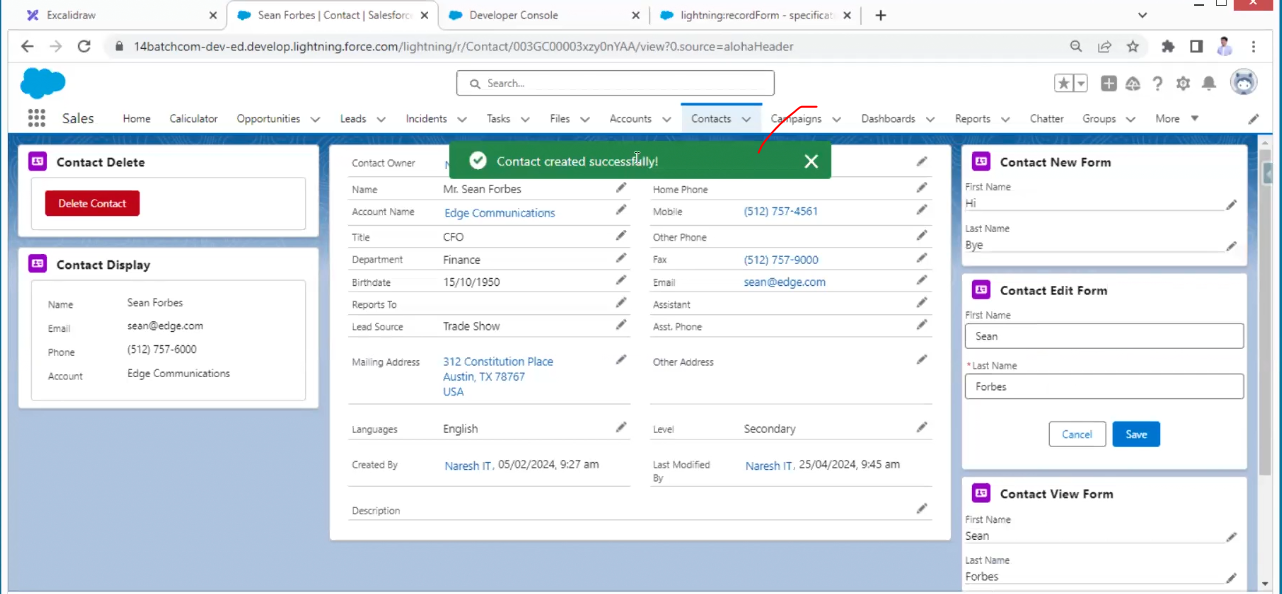 Excalidraw
Sean Forbes | Contact | Salesforc
Developer Console
lightning:recordForm - specificat
14batchcom-dev-ed.develop.lightning.force.com/lightning/r/Contact/003GC00003xzy0nYAA/view?0.source=alohaHeader
Search...
Sales Home Calculator Opportunities Leads Incidents Tasks Files Accounts Contacts Campaigns Dashboards Reports Chatter Groups More
Contact created successfully!
Contact Delete
Delete Contact
Contact Display
Name Sean Forbes
Email sean@edge.com
Phone (512) 757-6000
Account Edge Communications
Contact Owner
Name Mr. Sean Forbes
Home Phone
Account Name Edge Communications
Mobile (512) 757-4561
Title CFO
Other Phone
Department Finance
Fax (512) 757-9000
Birthdate 15/10/1950
Email sean@edge.com
Reports To
Assistant
Lead Source Trade Show
Asst. Phone
Mailing Address 312 Constitution Place
Austin, TX 78767
USA
Other Address
Languages English
Level Secondary
Created By Naresh IT, 05/02/2024, 9:27 am
Last Modified By Naresh IT, 25/04/2024, 9:45 am
Description
Contact New Form
First Name
Hi
Last Name
Bye
Contact Edit Form
First Name
Sean
*Last Name
Forbes
Cancel Save
Contact View Form
First Name
Sean
Last Name
Forbes